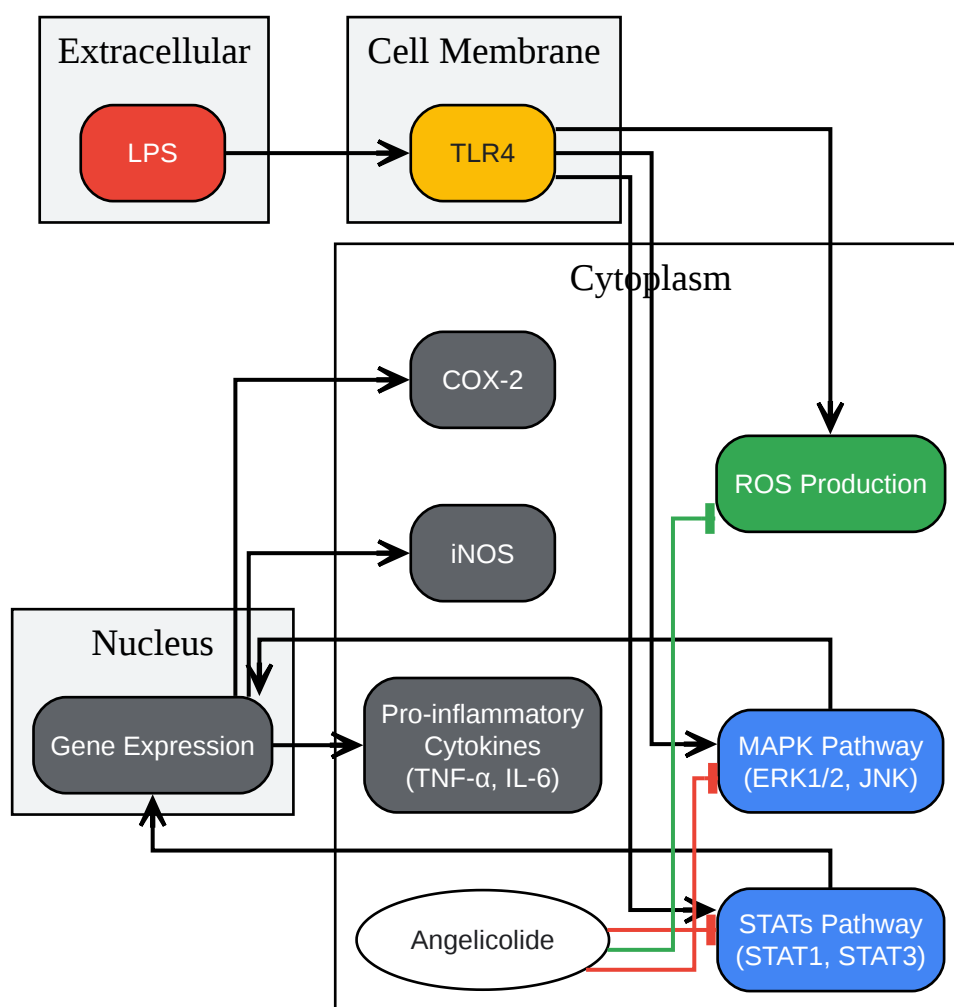 Extracellular
Cell Membrane
LPS
TLR4
Cytoplasm
COX-2
ROS Production
iNOS
Nucleus
Gene Expression
Pro-inflammatory
Cytokines
(TNF-α, IL-6)
MAPK Pathway
(ERK1/2, JNK)
Angelicolide
STATs Pathway
(STAT1, STAT3)